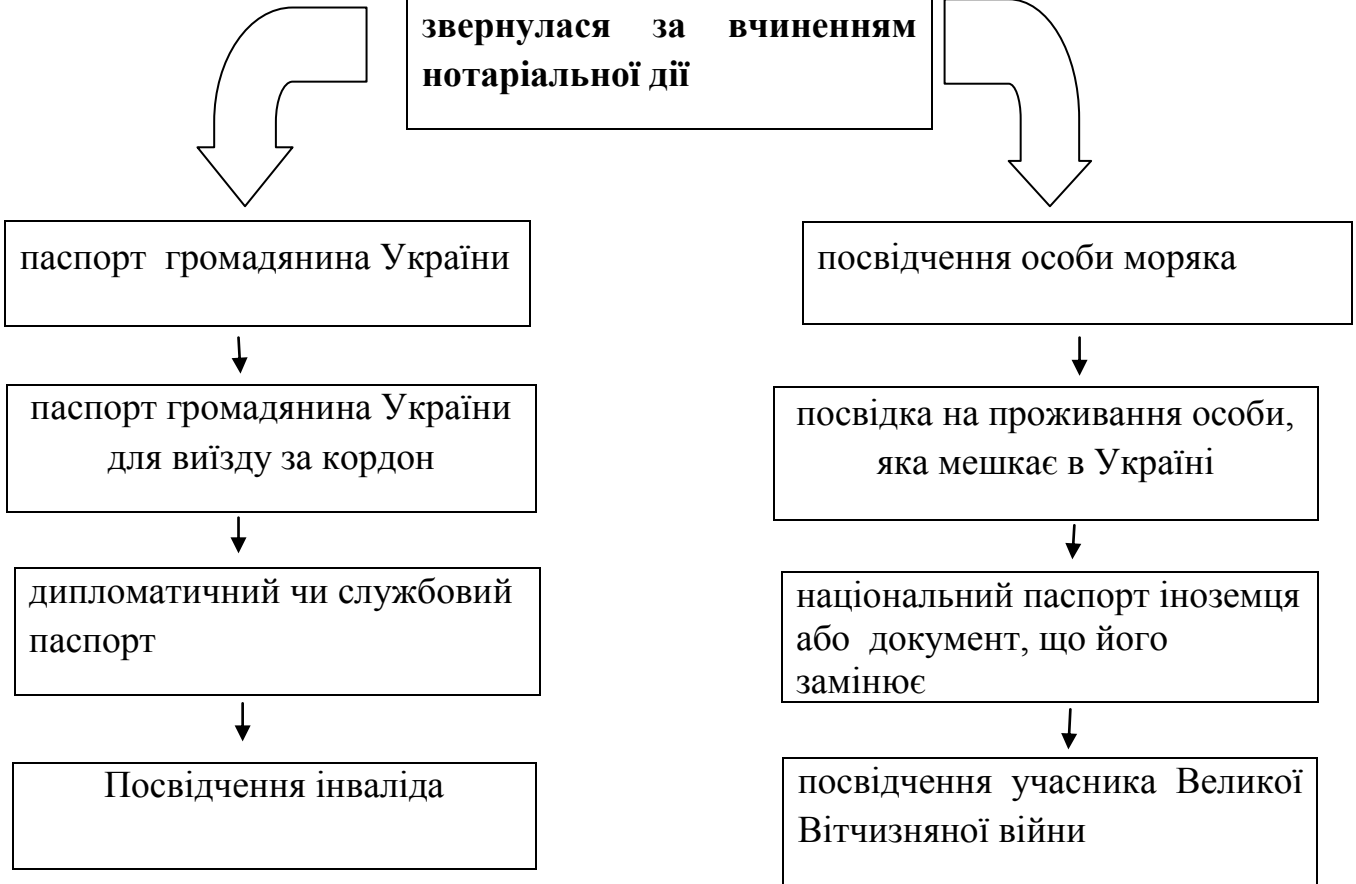 звернулася за вчиненням
нотаріальної дії
паспорт громадянина України
паспорт громадянина України
для виїзду за кордон
дипломатичний чи службовий
паспорт
Посвідчення інваліда
посвідчення особи моряка
посвідка на проживання особи,
яка мешкає в Україні
національний паспорт іноземця
або документ, що його
замінює
посвідчення учасника Великої
Вітчизняної війни